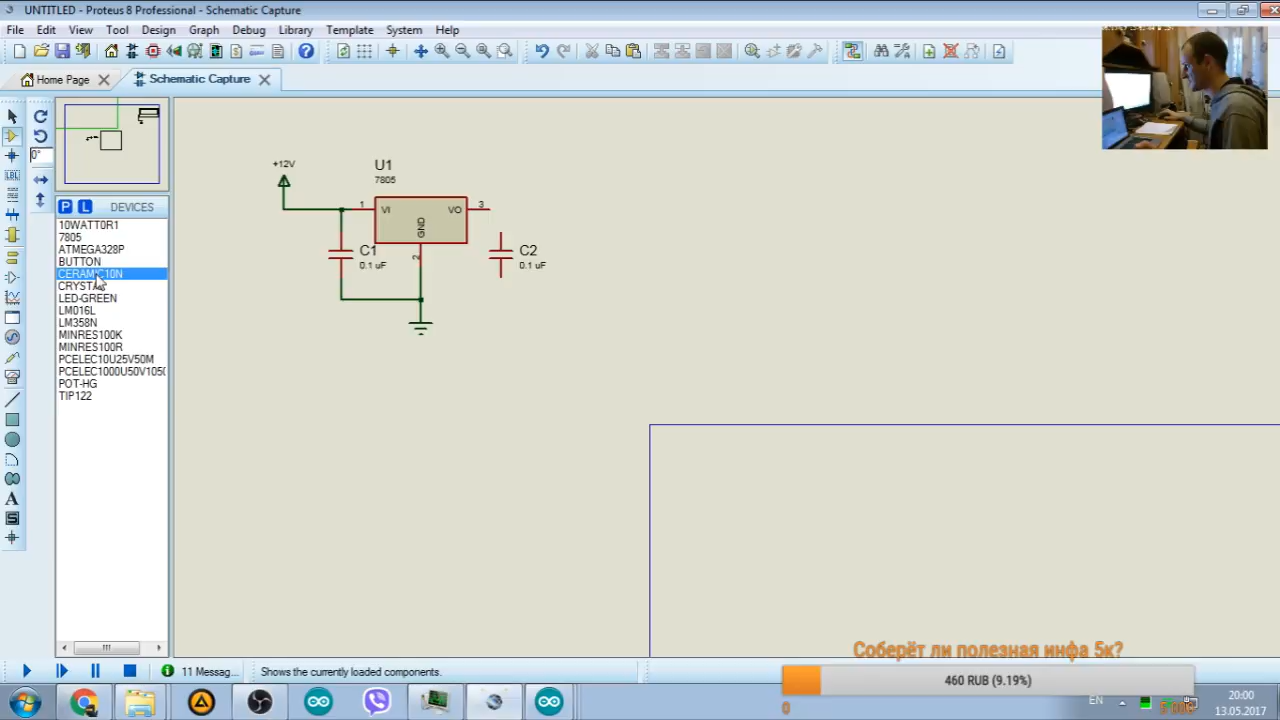 UNTITLED - Proteus 8 Professional - Schematic Capture
File Edit View Tool Design Graph Debug Library Template System Help
Home Page
Schematic Capture
0°
P L DEVICES
10WATT0R1
7805
ATMEGA328P
BUTTON
CERAMIC10N
CRYSTAL
LED-GREEN
LM016L
LM358N
MINRES100K
MINRES100R
PCELEC10U25V50M
PCELEC1000U50V105
POT-HG
TIP122
LBL
+12V
U1
7805
1 VI VO 3
GND
2
C1
0.1 uF
C2
0.1 uF
11 Messag...
Shows the currently loaded components.
Соберёт ли полезная инфа 5к?
460 RUB (9.19%)
0
EN
20:00
13.05.2017